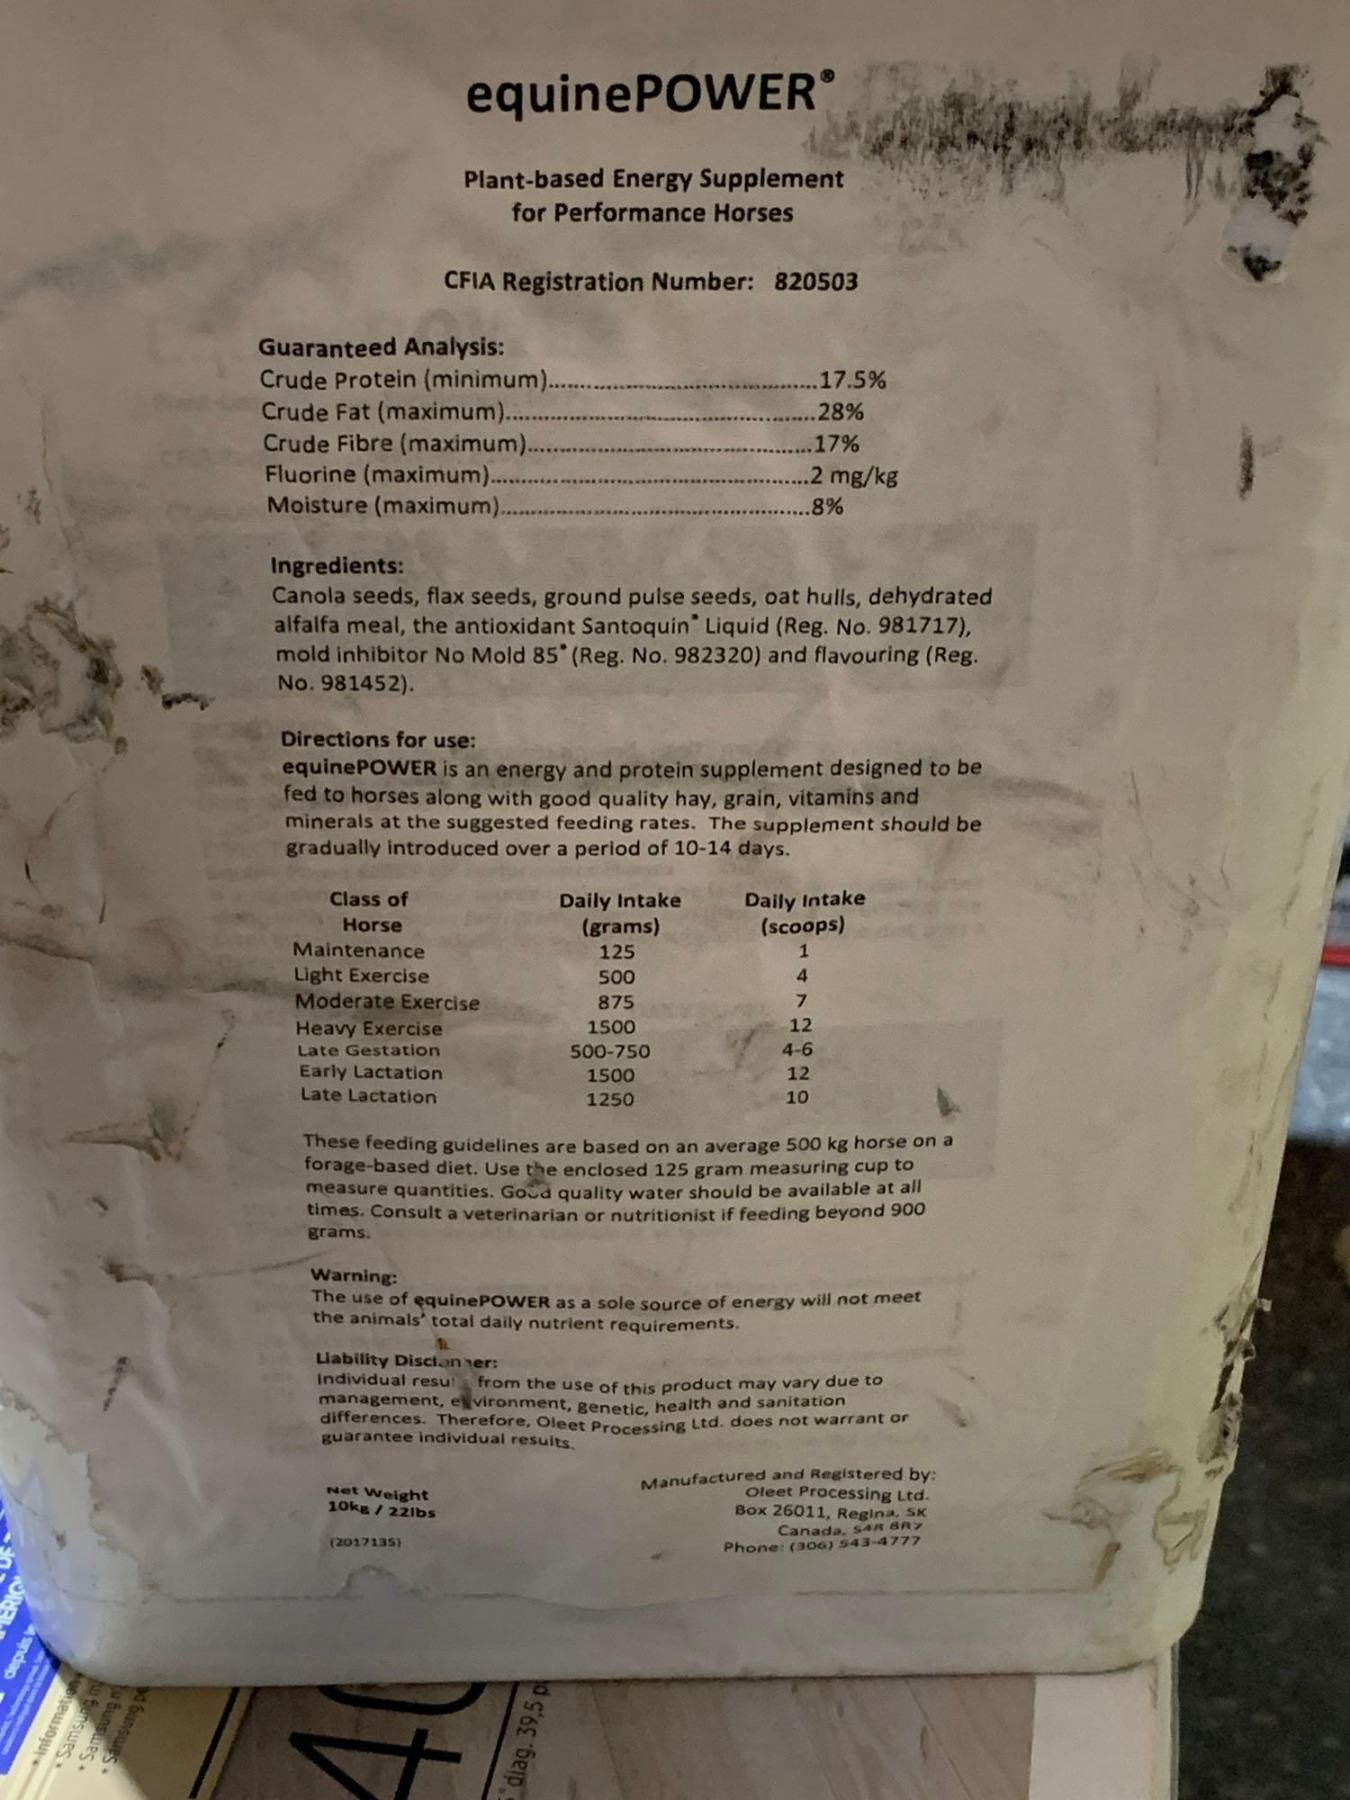 equinePOWER®
Plant-based Energy Supplement
for Performance Horses
CFIA Registration Number: 820503
Guaranteed Analysis:
Crude Protein (minimum)..................................................17.5%
Crude Fat (maximum)..................................................28%
Crude Fibre (maximum)..................................................17%
Fluorine (maximum)..................................................2 mg/kg
Moisture (maximum)..................................................8%
Ingredients:
Canola seeds, flax seeds, ground pulse seeds, oat hulls, dehydrated
alfalfa meal, the antioxidant Santoquin® Liquid (Reg. No. 981717),
mold inhibitor No Mold 85® (Reg. No. 982320) and flavouring (Reg.
No. 981452).
Directions for use:
equinePOWER is an energy and protein supplement designed to be
fed to horses along with good quality hay, grain, vitamins and
minerals at the suggested feeding rates. The supplement should be
gradually introduced over a period of 10-14 days.
Class of Daily Intake Daily Intake
Horse (grams) (scoops)
Maintenance 125 1
Light Exercise 500 4
Moderate Exercise 875 7
Heavy Exercise 1500 12
Late Gestation 500-750 4-6
Early Lactation 1500 12
Late Lactation 1250 10
These feeding guidelines are based on an average 500 kg horse on a
forage-based diet. Use the enclosed 125 gram measuring cup to
measure quantities. Good quality water should be available at all
times. Consult a veterinarian or nutritionist if feeding beyond 900
grams.
Warning:
The use of equinePOWER as a sole source of energy will not meet
the animals' total daily nutrient requirements.
Liability Disclaimer:
Individual results from the use of this product may vary due to
management, environment, genetic, health and sanitation
differences. Therefore, Oleet Processing Ltd. does not warrant or
guarantee individual results.
Net Weight
10kg / 22lbs
(2017135)
Manufactured and Registered by:
Oleet Processing Ltd.
Box 26011, Regina, SK
Canada, S4R 8R7
Phone: (306) 543-4777
depuis
• Information
• Samsung
• Samsung
• Samsung
40
diag. 39,5